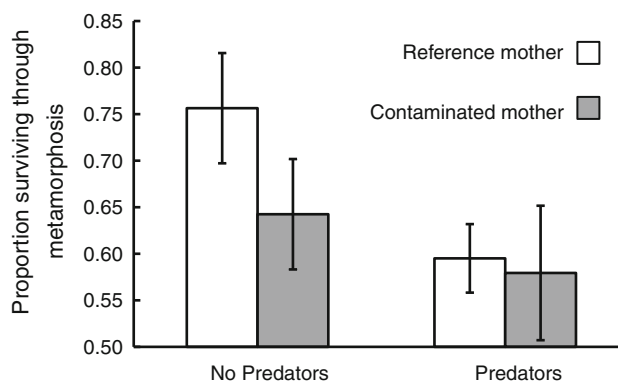 Proportion surviving through
metamorphosis
0.85
0.80
0.75
0.70
0.65
0.60
0.55
0.50
Reference mother
Contaminated mother
No Predators
Predators